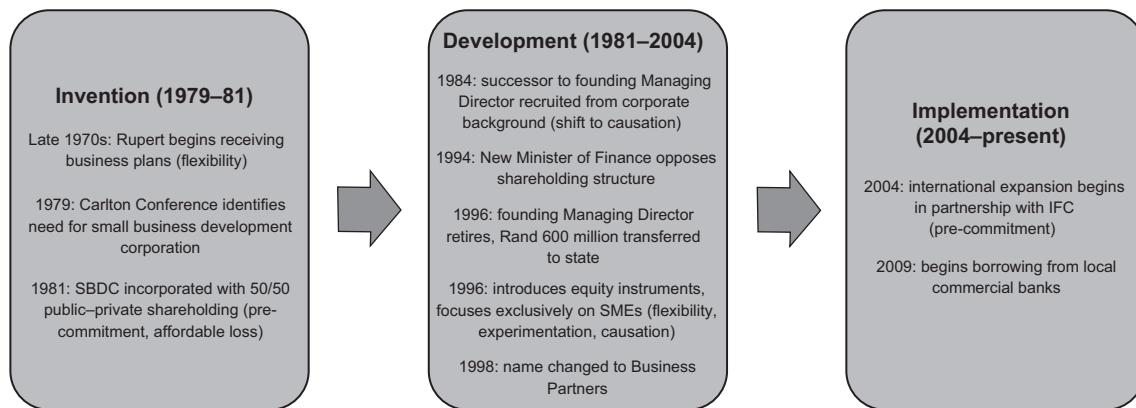 Invention (1979–81)
Late 1970s: Rupert begins receiving
business plans (flexibility)
1979: Carlton Conference identifies
need for small business development
corporation
1981: SBDC incorporated with 50/50
public–private shareholding (pre-
commitment, affordable loss)
Development (1981–2004)
1984: successor to founding Managing
Director recruited from corporate
background (shift to causation)
1994: New Minister of Finance opposes
shareholding structure
1996: founding Managing Director
retires, Rand 600 million transferred
to state
1996: introduces equity instruments,
focuses exclusively on SMEs (flexibility,
experimentation, causation)
1998: name changed to Business
Partners
Implementation
(2004–present)
2004: international expansion begins
in partnership with IFC
(pre-commitment)
2009: begins borrowing from local
commercial banks